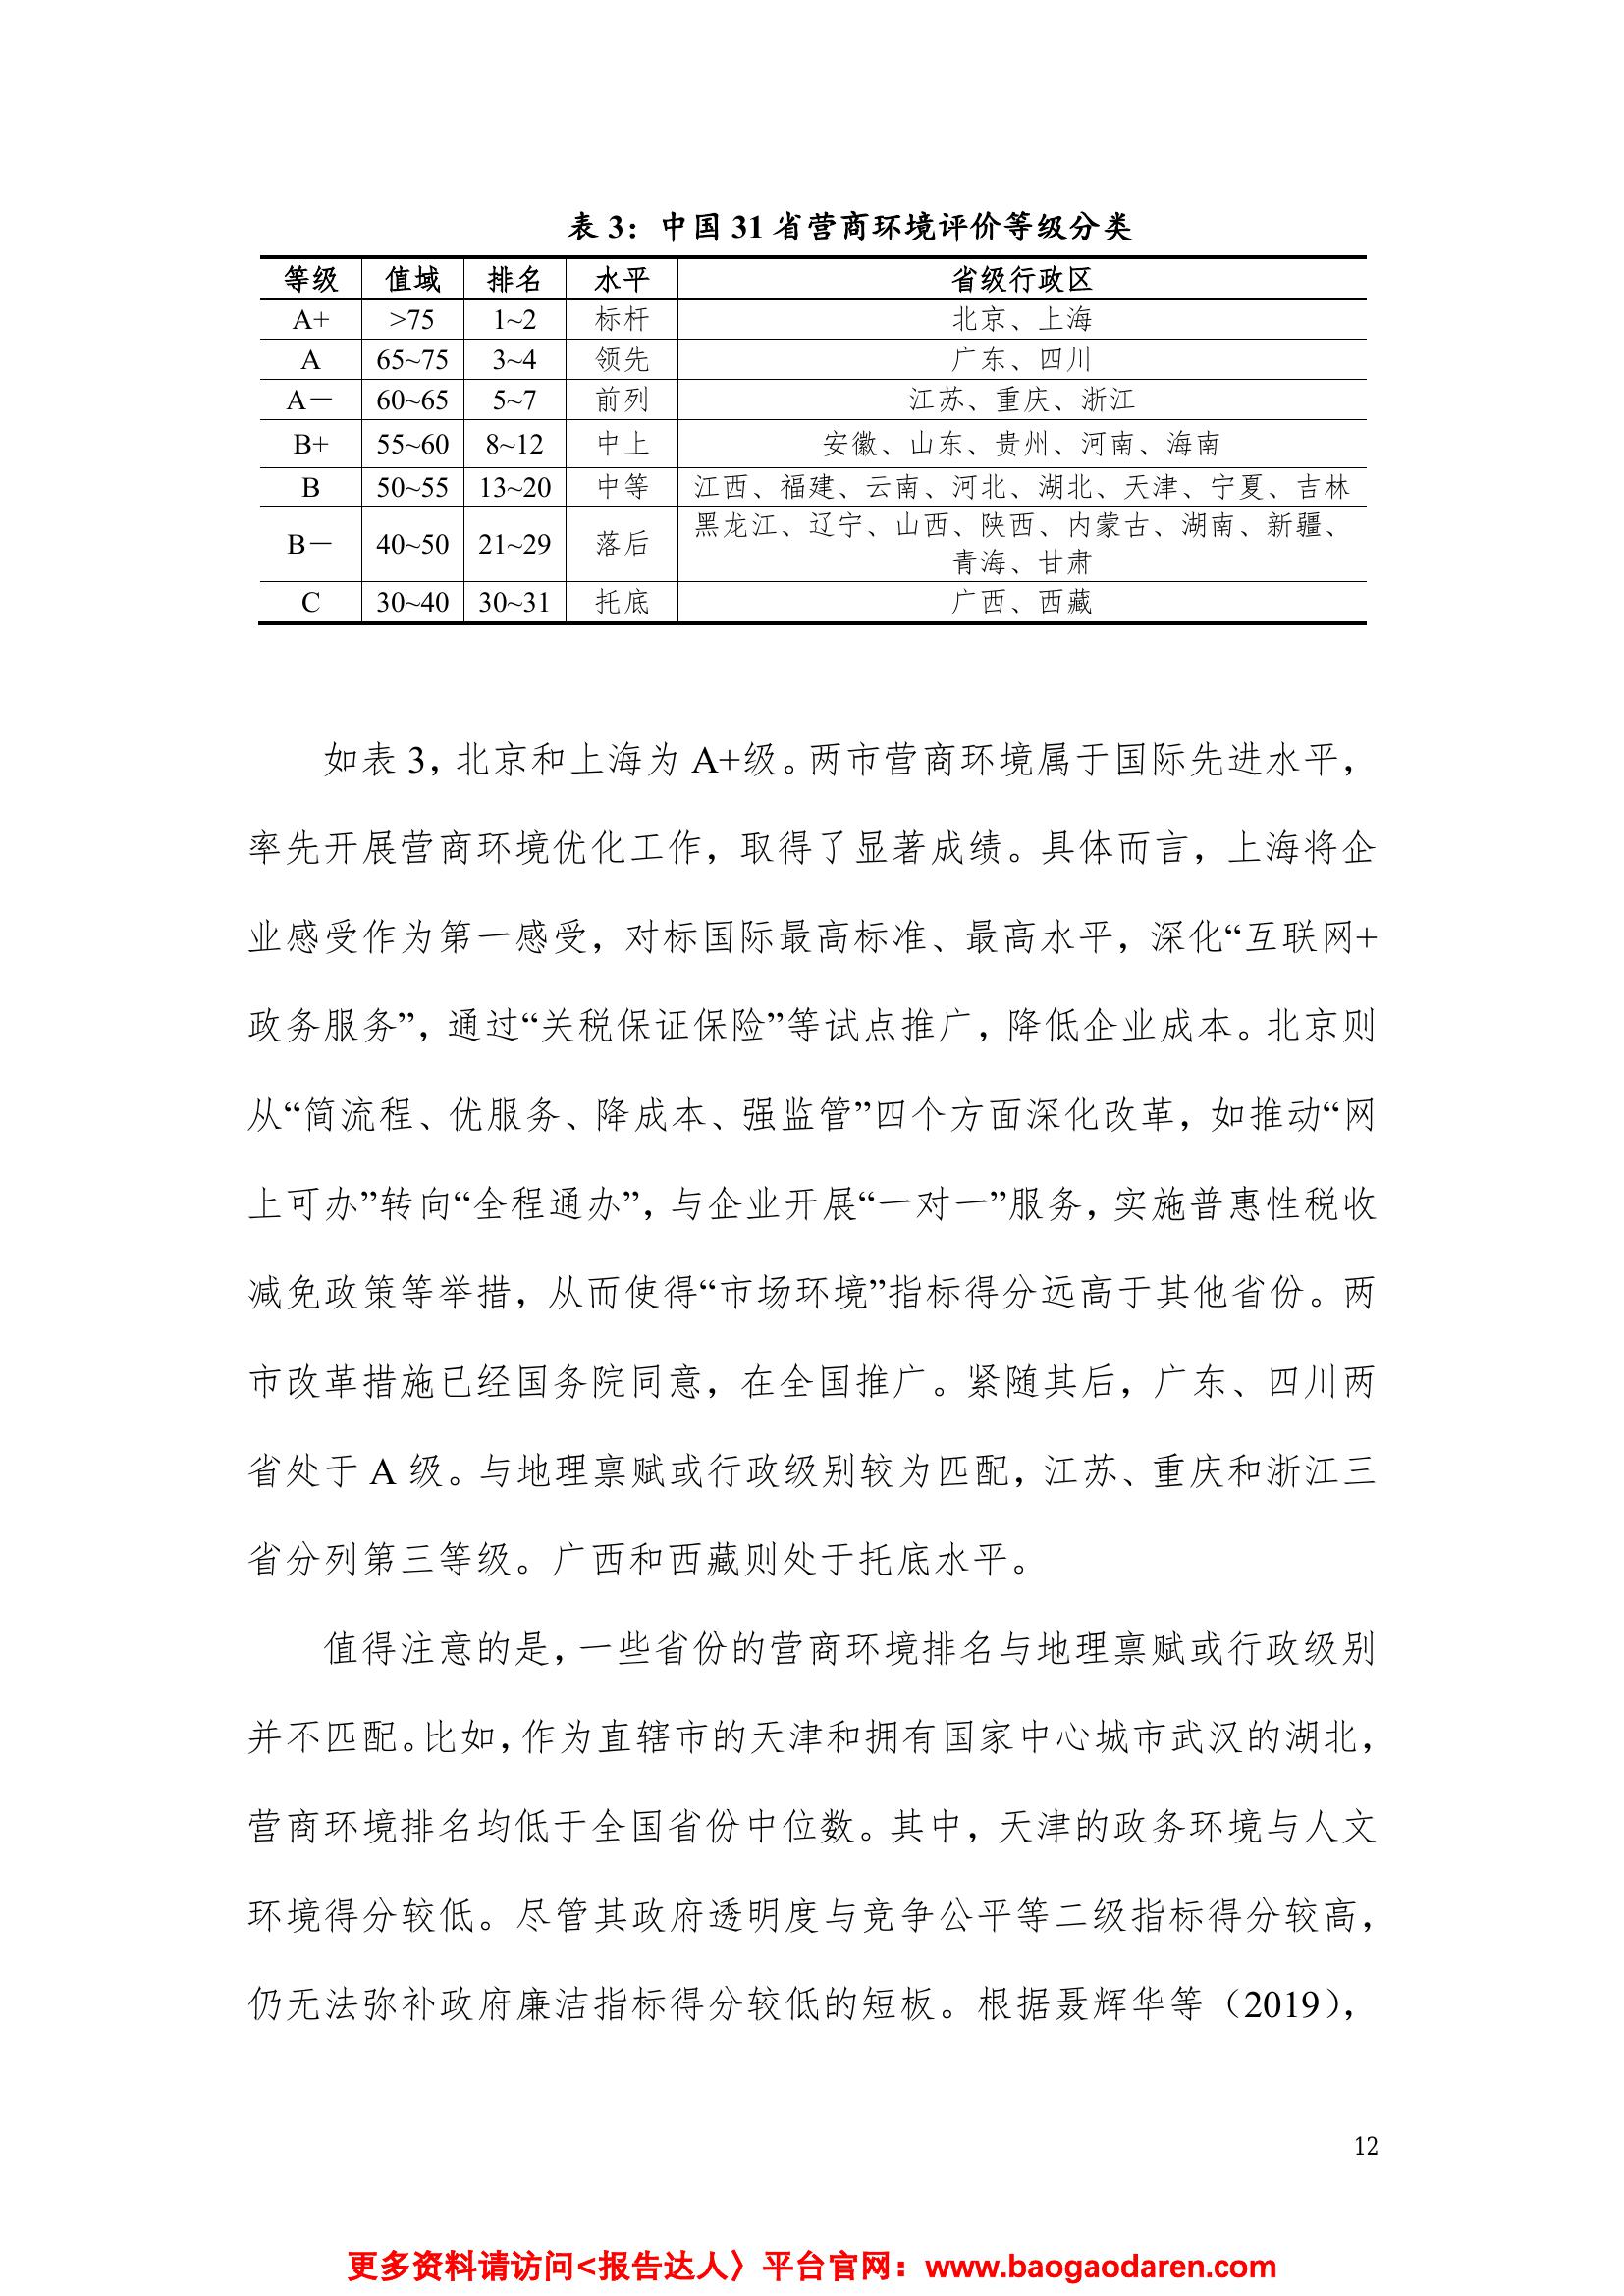 表 3：中国 31 省营商环境评价等级分类
等级 值域 排名 水平 省级行政区
A+ >75 1~2 标杆 北京、上海
A 65~75 3~4 领先 广东、四川
A－ 60~65 5~7 前列 江苏、重庆、浙江
B+ 55~60 8~12 中上 安徽、山东、贵州、河南、海南
B 50~55 13~20 中等 江西、福建、云南、河北、湖北、天津、宁夏、吉林
B－ 40~50 21~29 落后 黑龙江、辽宁、山西、陕西、内蒙古、湖南、新疆、
青海、甘肃
C 30~40 30~31 托底 广西、西藏
如表 3，北京和上海为 A+级。两市营商环境属于国际先进水平，
率先开展营商环境优化工作，取得了显著成绩。具体而言，上海将企
业感受作为第一感受，对标国际最高标准、最高水平，深化“互联网+
政务服务”，通过“关税保证保险”等试点推广，降低企业成本。北京则
从“简流程、优服务、降成本、强监管”四个方面深化改革，如推动“网
上可办”转向“全程通办”，与企业开展“一对一”服务，实施普惠性税收
减免政策等举措，从而使得“市场环境”指标得分远高于其他省份。两
市改革措施已经国务院同意，在全国推广。紧随其后，广东、四川两
省处于 A 级。与地理禀赋或行政级别较为匹配，江苏、重庆和浙江三
省分列第三等级。广西和西藏则处于托底水平。
值得注意的是，一些省份的营商环境排名与地理禀赋或行政级别
并不匹配。比如，作为直辖市的天津和拥有国家中心城市武汉的湖北，
营商环境排名均低于全国省份中位数。其中，天津的政务环境与人文
环境得分较低。尽管其政府透明度与竞争公平等二级指标得分较高，
仍无法弥补政府廉洁指标得分较低的短板。根据聂辉华等（2019），
12
更多资料请访问<报告达人〉平台官网：www.baogaodaren.com